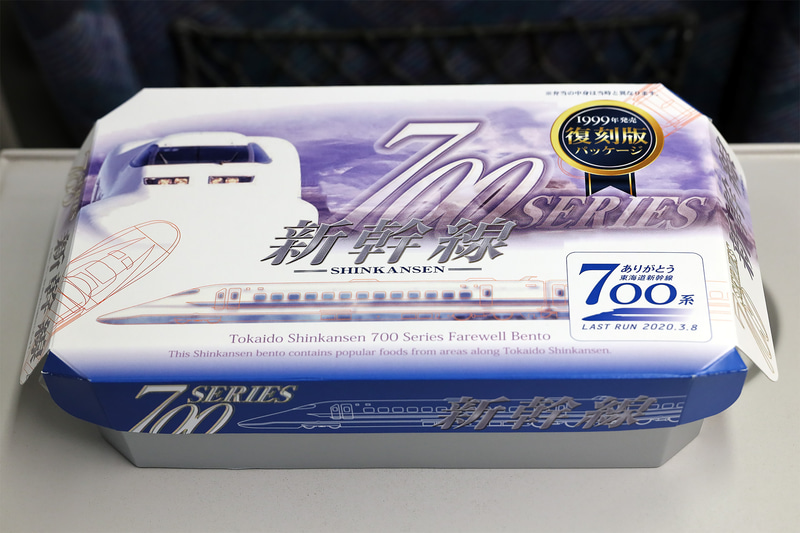 ※弁当の中身は当時と異なります。
1999年発売
復刻版
パッケージ
700
SERIES
新幹線
SHINKANSEN
ありがとう
東海道新幹線
700系
LAST RUN 2020.3.8
Tokaido Shinkansen 700 Series Farewell Bento
This Shinkansen bento contains popular foods from areas along Tokaido Shinkansen.
700 SERIES
新幹線